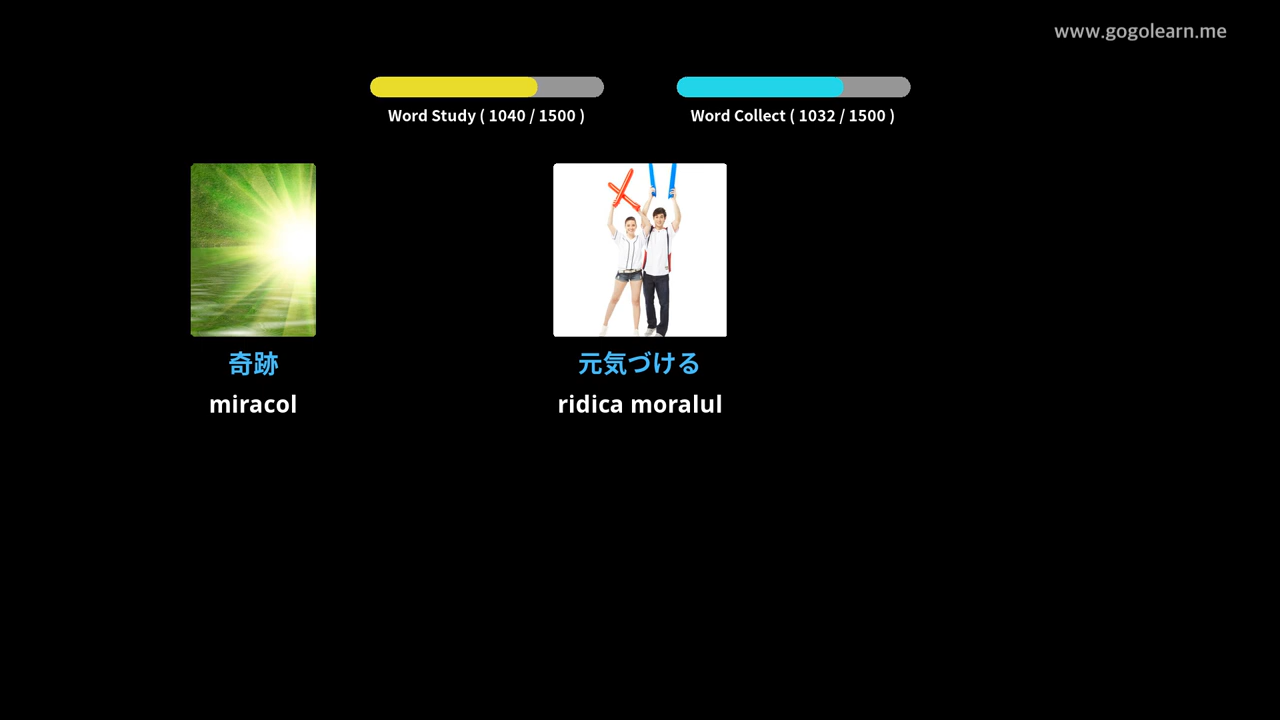 www.gogolearn.me
Word Study ( 1040 / 1500 )
Word Collect ( 1032 / 1500 )
奇跡
miracol
元気づける
ridica moralul